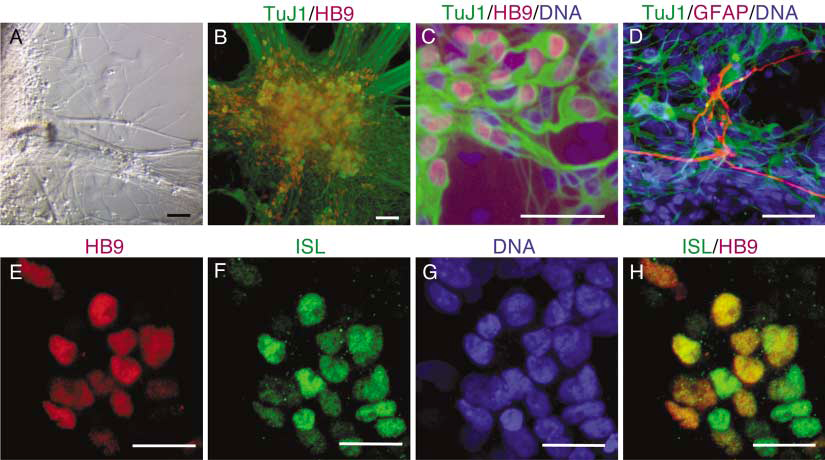 TuJ1/HB9 TuJ1/HB9/DNA TuJ1/GFAP/DNA
A B C D
HB9 ISL DNA ISL/HB9
E F G H